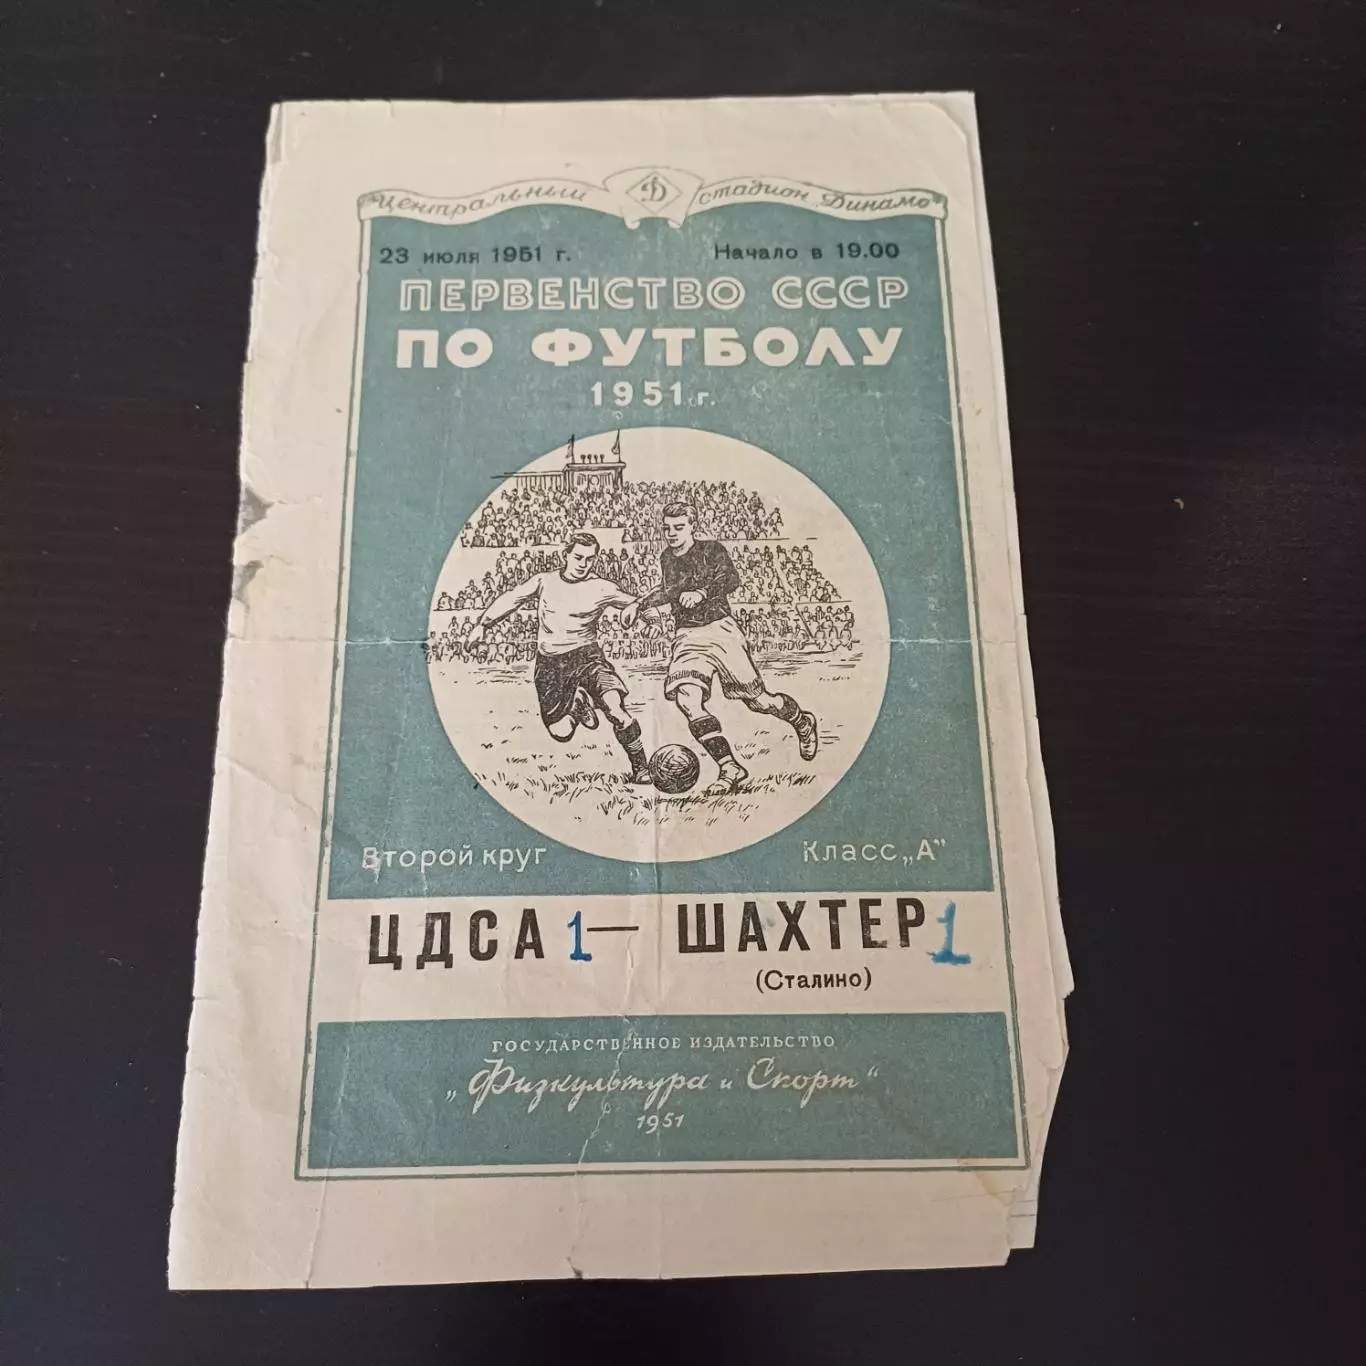 Центральный Д стадион „Динамо"
23 июля 1951 г. Начало в 19.00
ПЕРВЕНСТВО СССР
ПО ФУТБОЛУ
1951 г.
Второй круг Класс „А"
ЦДСА 1 — ШАХТЕР 1
(Сталино)
ГОСУДАРСТВЕННОЕ ИЗДАТЕЛЬСТВО
„Физкультура и Спорт"
1951